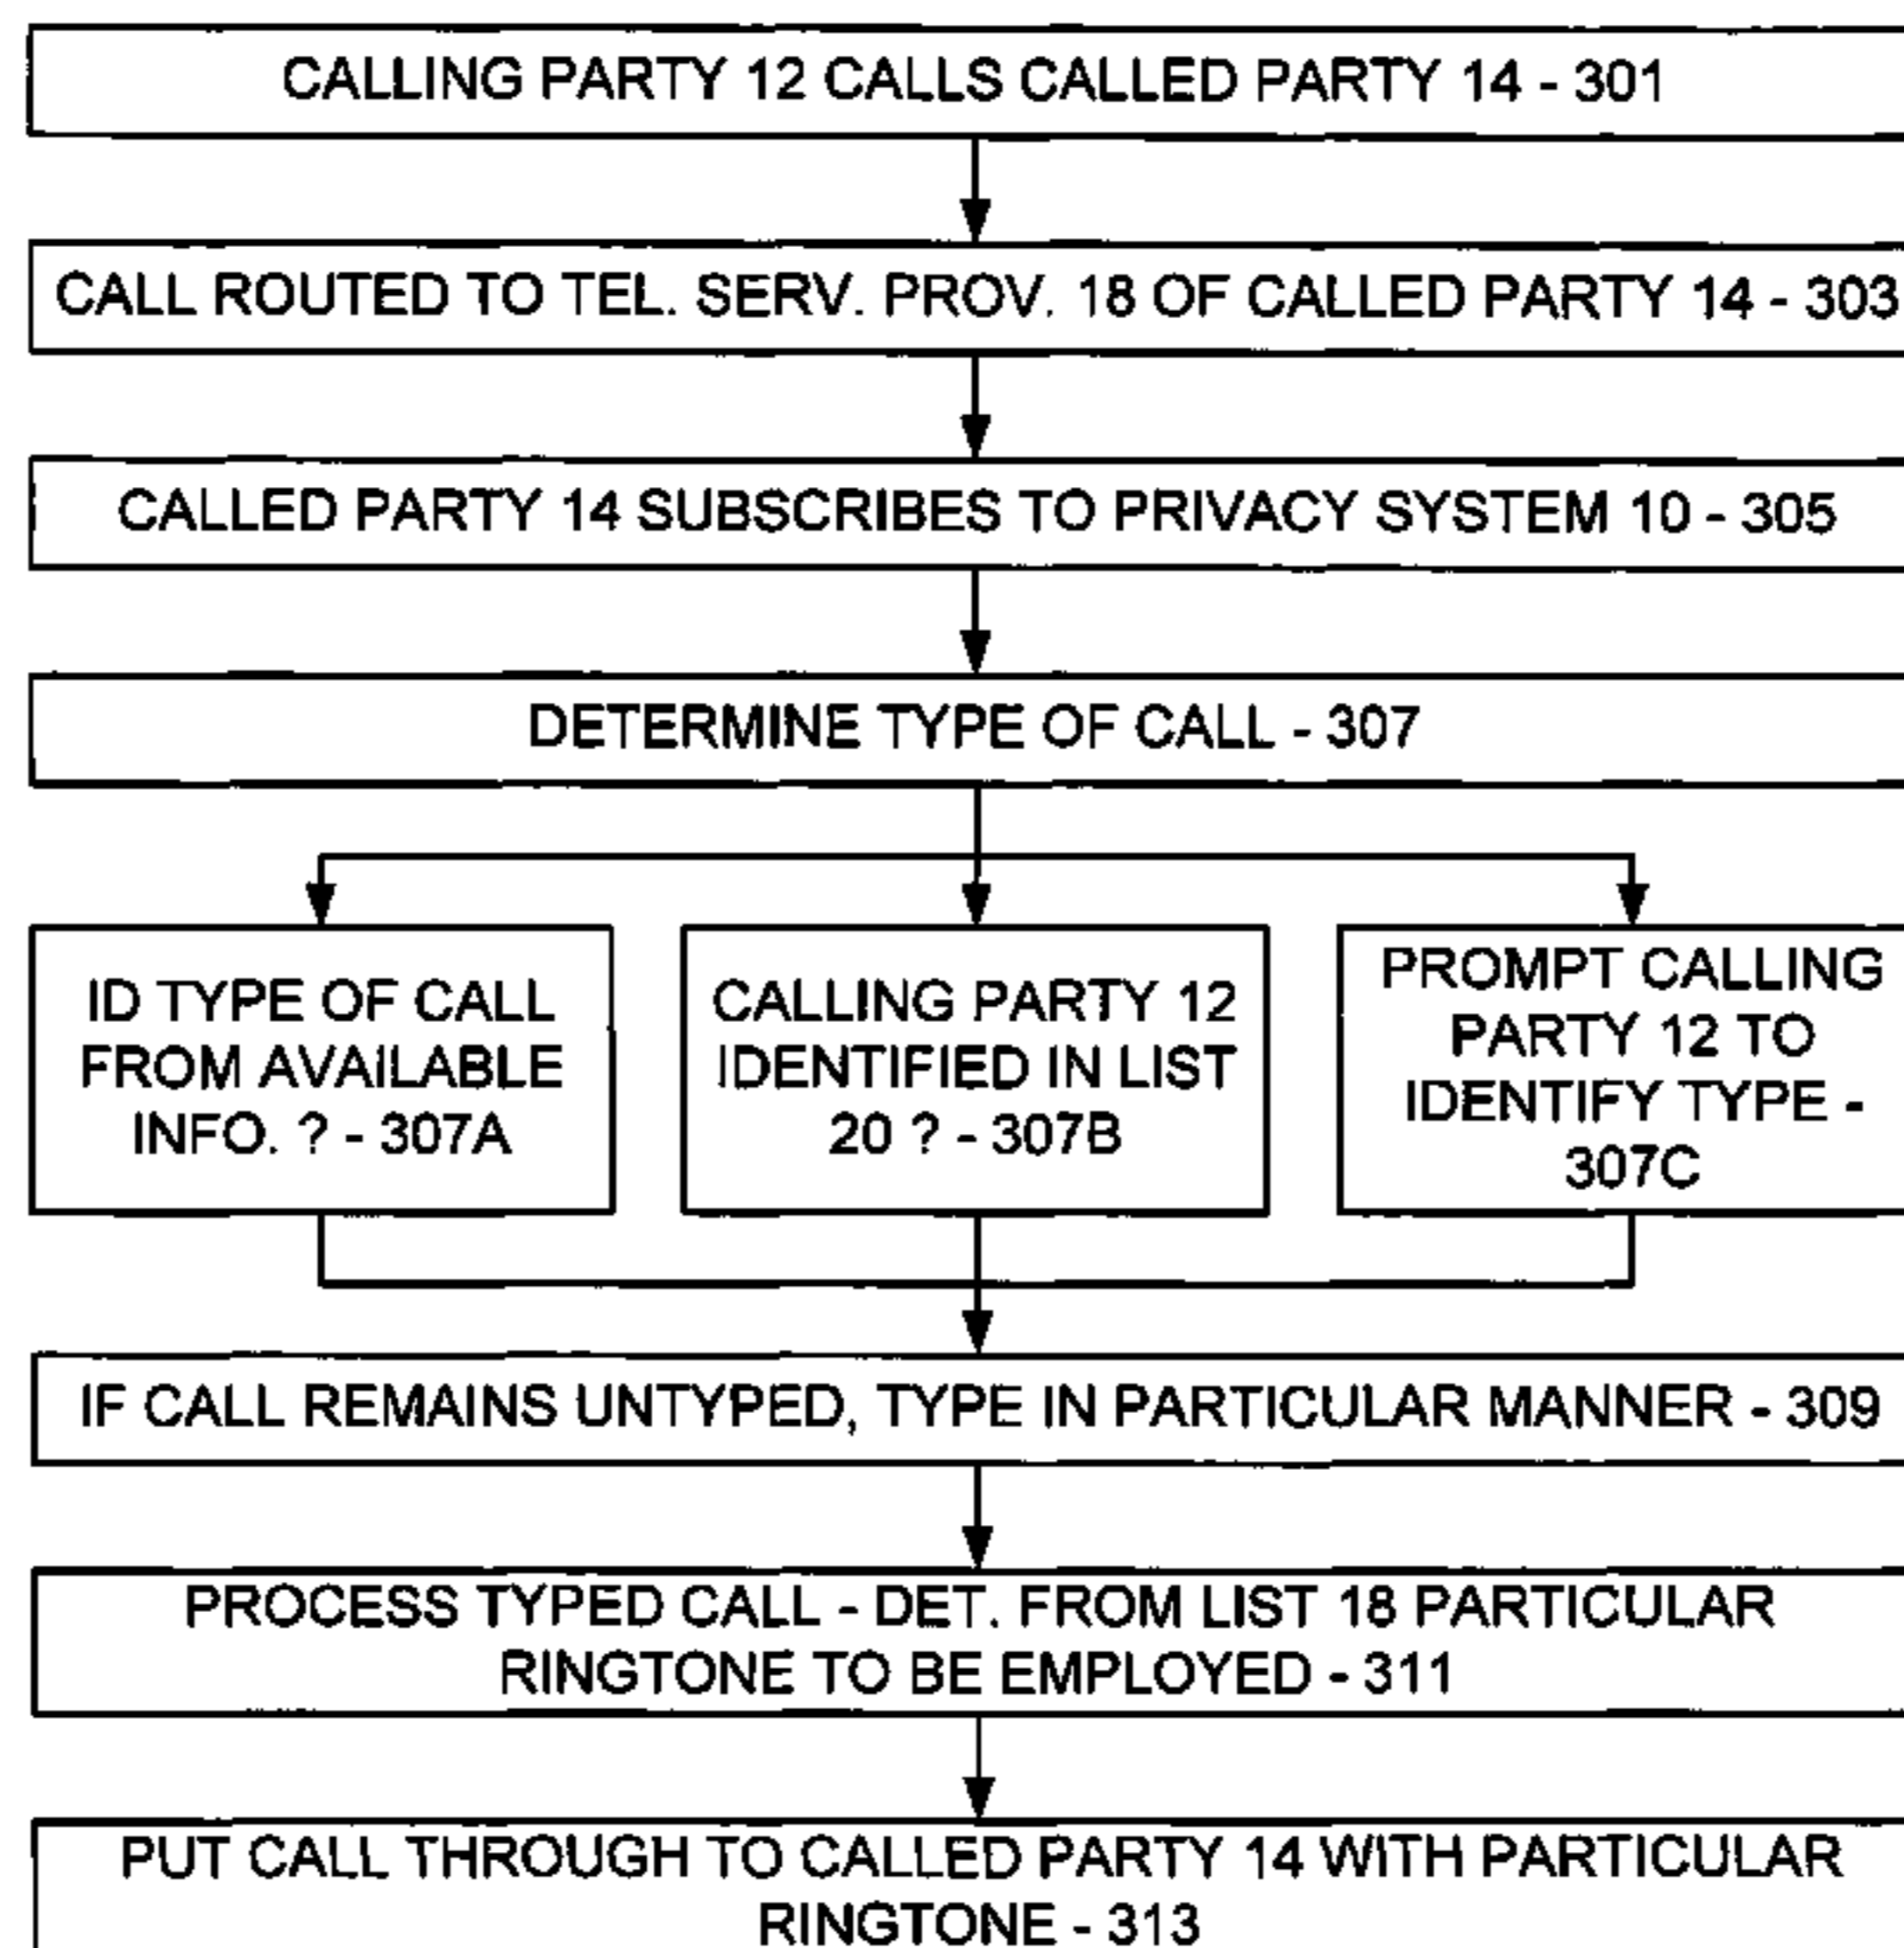 CALLING PARTY 12 CALLS CALLED PARTY 14 - 301
CALL ROUTED TO TEL. SERV. PROV. 18 OF CALLED PARTY 14 - 303
CALLED PARTY 14 SUBSCRIBES TO PRIVACY SYSTEM 10 - 305
DETERMINE TYPE OF CALL - 307
ID TYPE OF CALL
FROM AVAILABLE
INFO. ? - 307A
CALLING PARTY 12
IDENTIFIED IN LIST
20 ? - 307B
PROMPT CALLING
PARTY 12 TO
IDENTIFY TYPE -
307C
IF CALL REMAINS UNTYPED, TYPE IN PARTICULAR MANNER - 309
PROCESS TYPED CALL - DET. FROM LIST 18 PARTICULAR
RINGTONE TO BE EMPLOYED - 311
PUT CALL THROUGH TO CALLED PARTY 14 WITH PARTICULAR
RINGTONE - 313